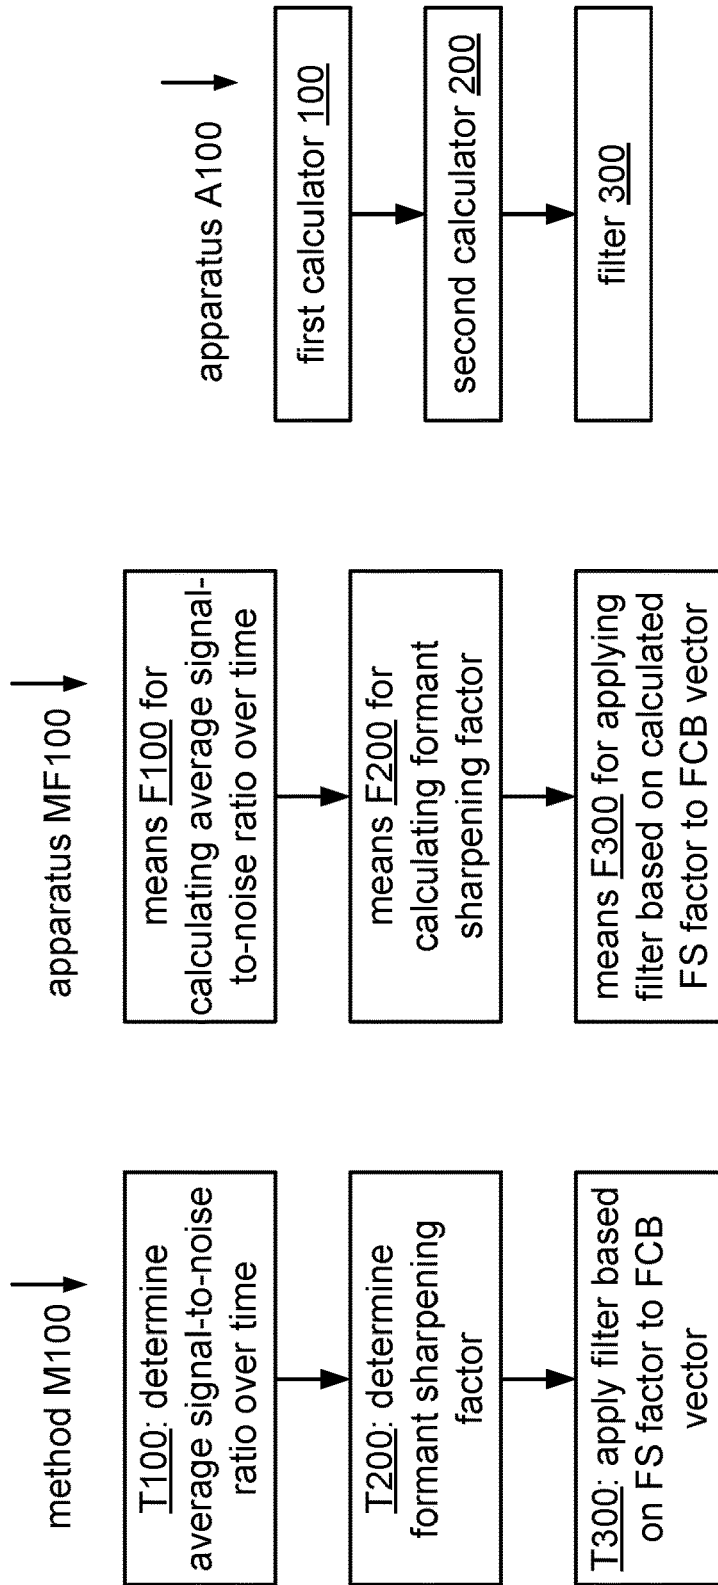 method M100
T100: determine
average signal-to-noise
ratio over time
T200: determine
formant sharpening
factor
T300: apply filter based
on FS factor to FCB
vector
apparatus MF100
means F100 for
calculating average signal-
to-noise ratio over time
means F200 for
calculating formant
sharpening factor
means F300 for applying
filter based on calculated
FS factor to FCB vector
apparatus A100
first calculator 100
second calculator 200
filter 300